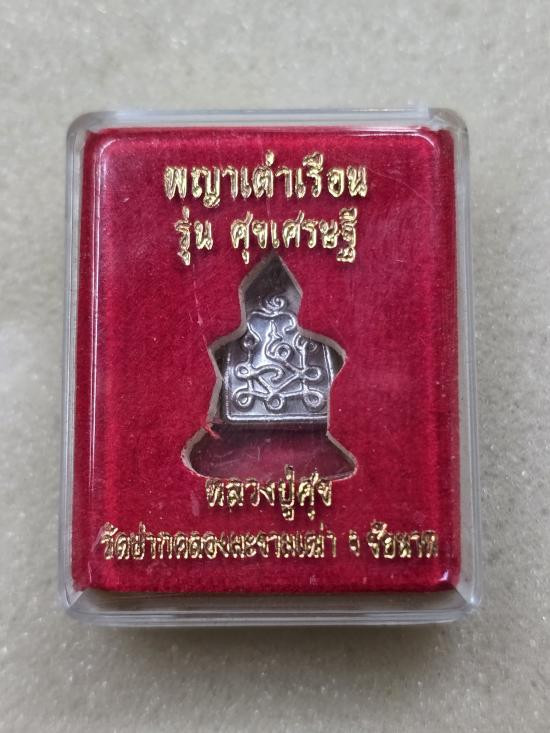 พญาเต่าเรือน
รุ่น ศุขเศรษฐี
หลวงปู่ศุข
วัดปากคลองมะขามเฒ่า จ ชัยนาท